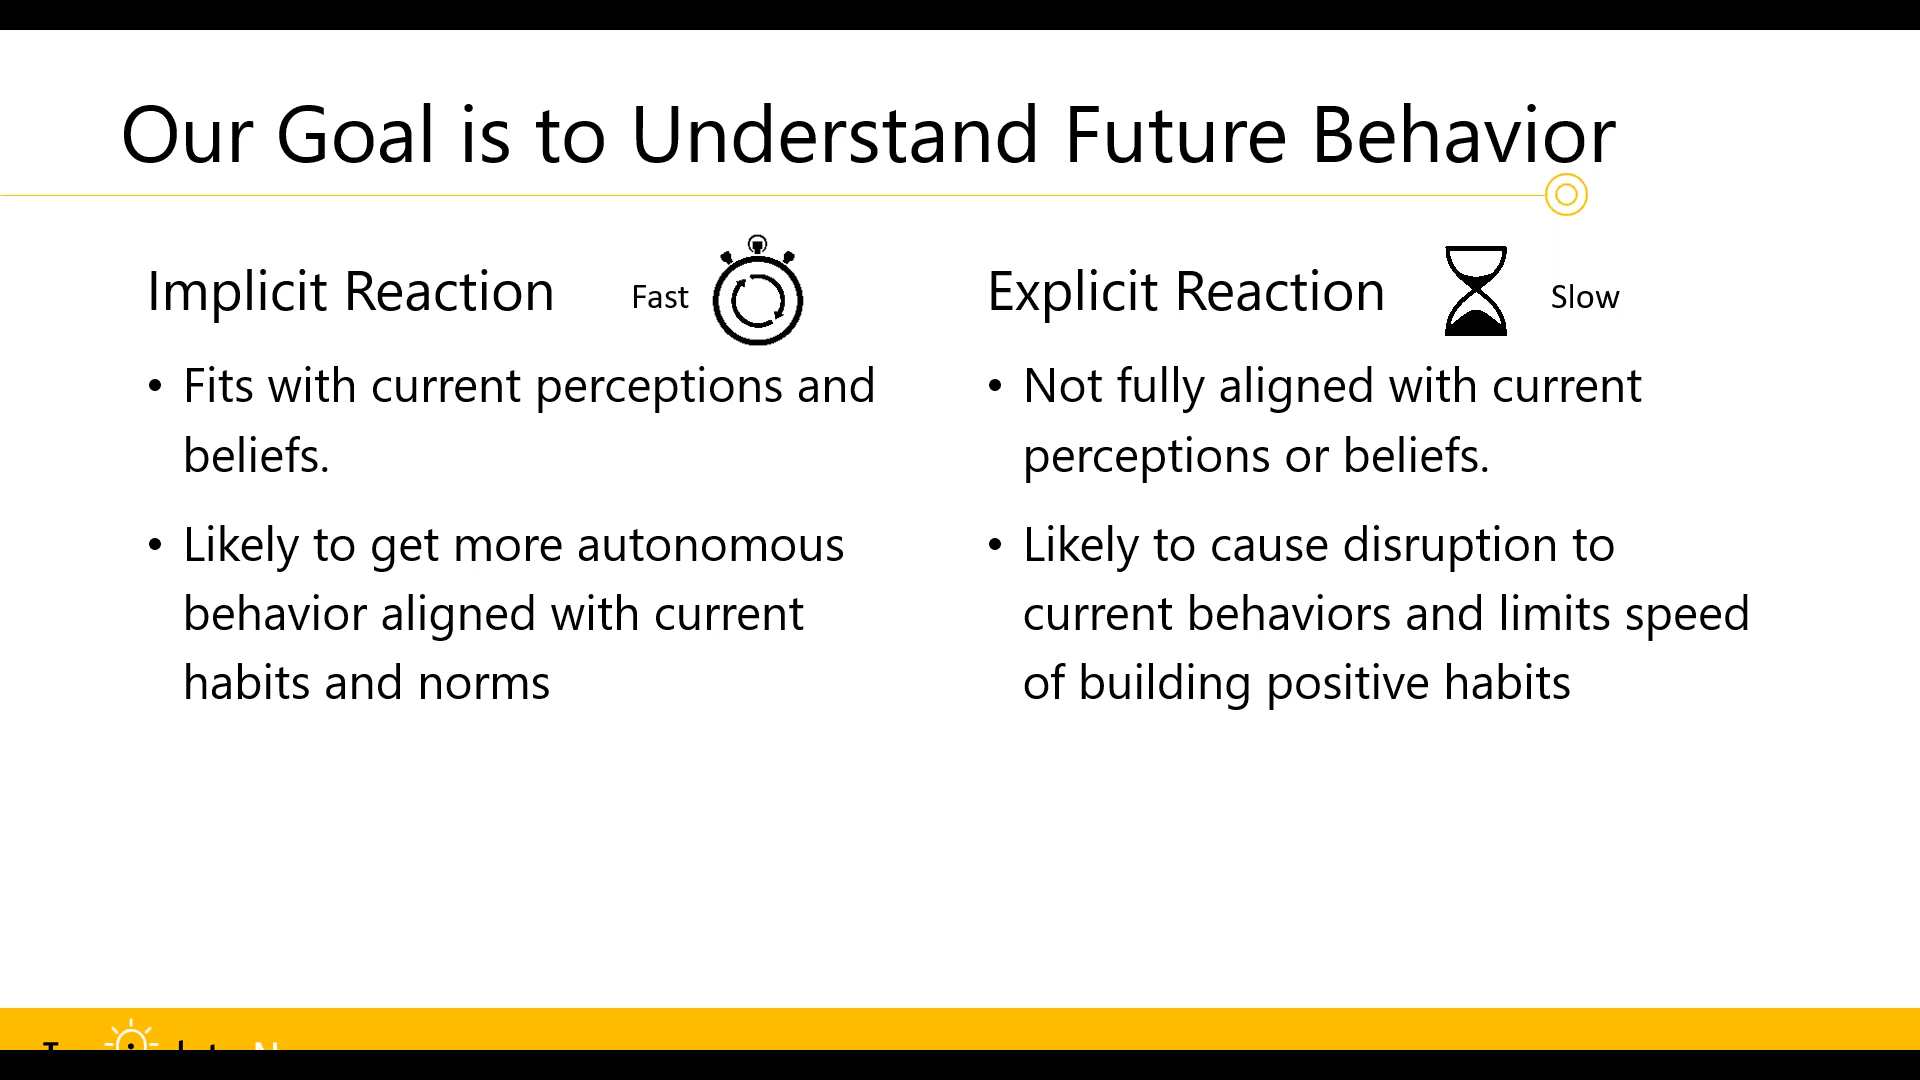 Our Goal is to Understand Future Behavior
Implicit Reaction
Fast
• Fits with current perceptions and
beliefs.
• Likely to get more autonomous
behavior aligned with current
habits and norms
Explicit Reaction
Slow
• Not fully aligned with current
perceptions or beliefs.
• Likely to cause disruption to
current behaviors and limits speed
of building positive habits